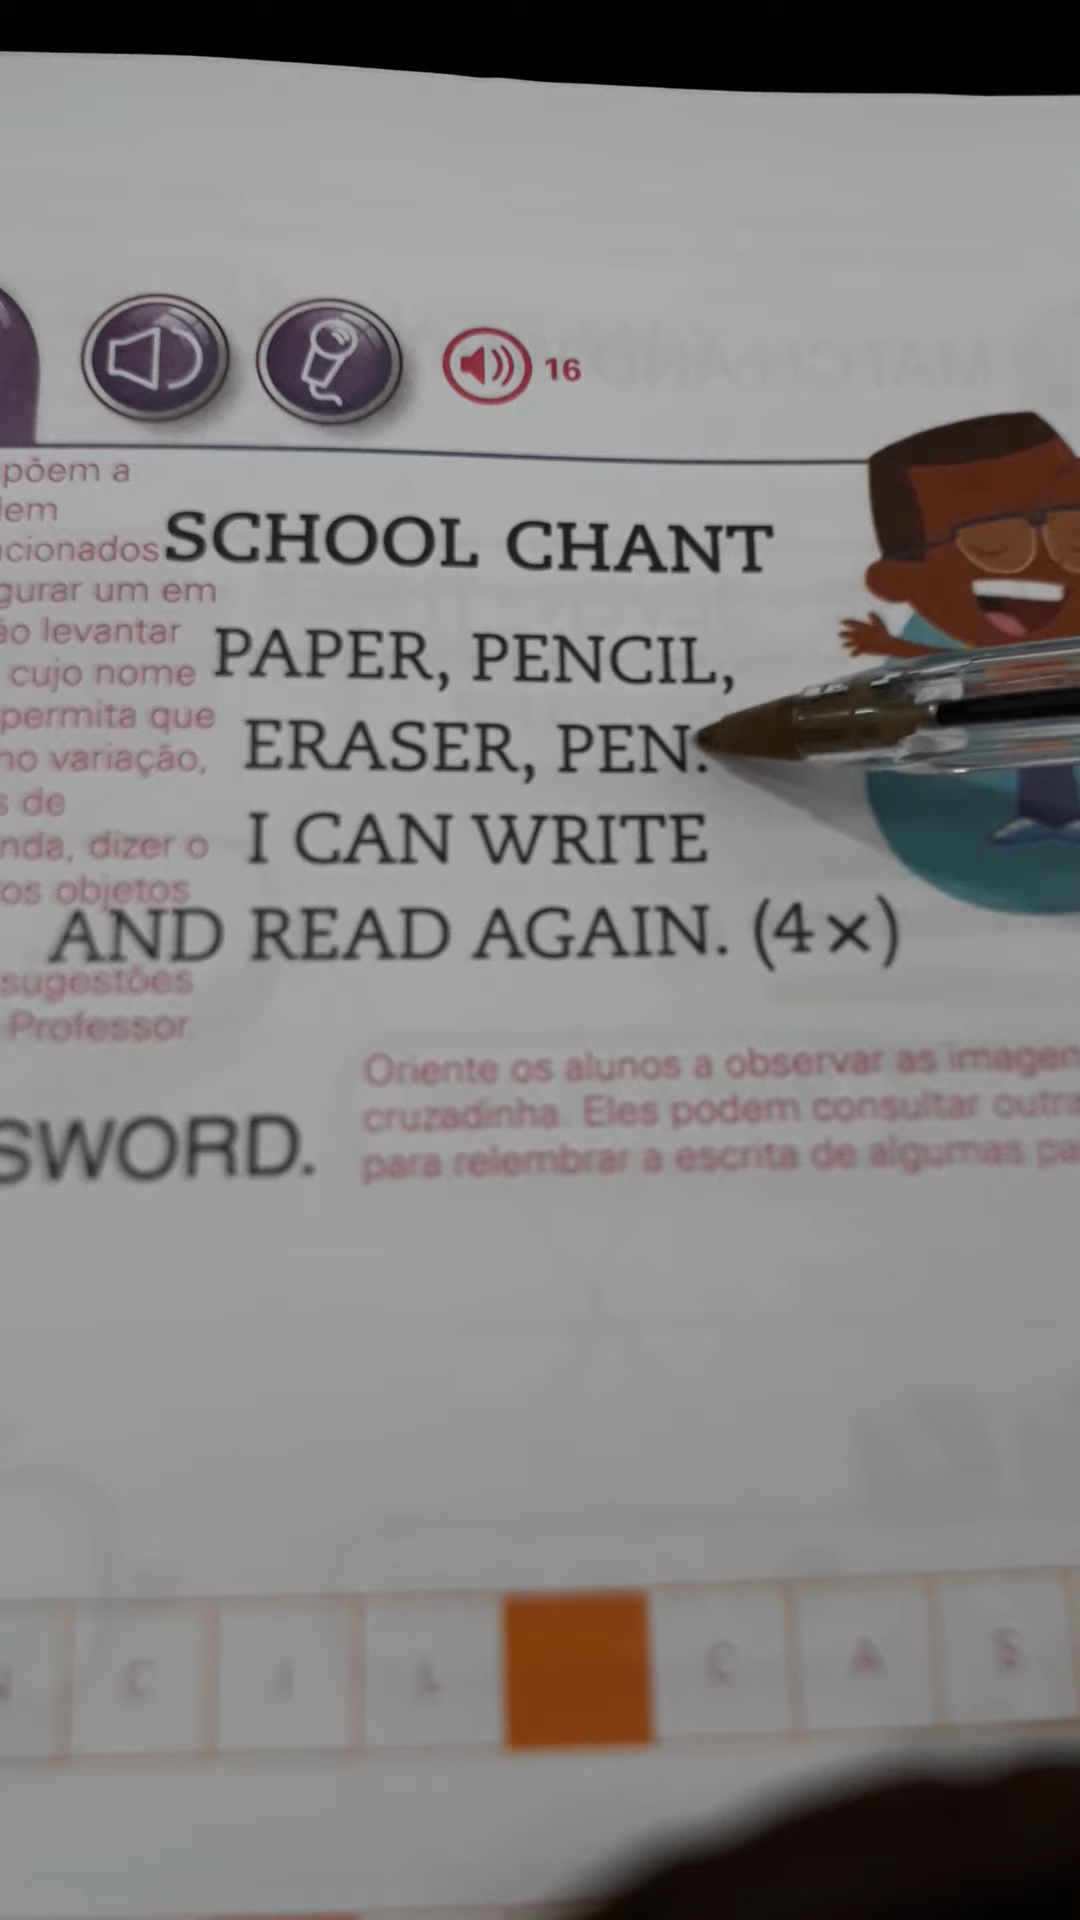 16
põem a
dem
cionados
gurar um em
ão levantar
cujo nome
permita que
no variação,
s de
nda, dizer o
os objetos
sugestões
Professor.
SCHOOL CHANT
PAPER, PENCIL,
ERASER, PEN.
I CAN WRITE
AND READ AGAIN. (4×)
SWORD.
Oriente os alunos a observar as imagen
cruzadinha. Eles podem consultar outra
para relembrar a escrita de algumas pa
C I L C A S